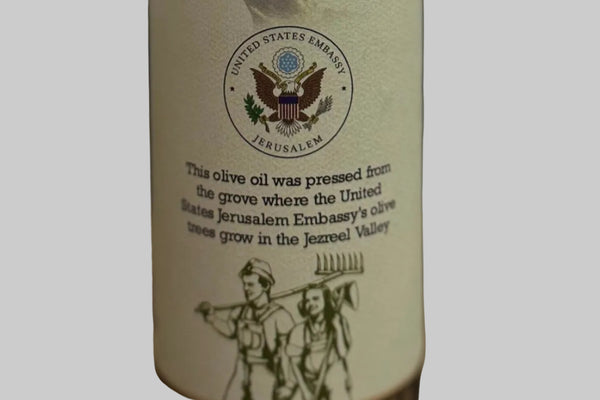 UNITED STATES EMBASSY
JERUSALEM
This olive oil was pressed from
the grove where the United
States Jerusalem Embassy's olive
trees grow in the Jezreel Valley